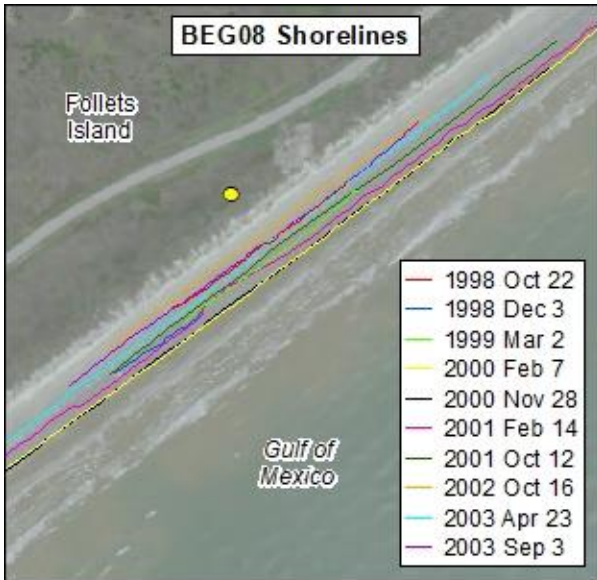 BEG08 Shorelines
Follets
Island
1998 Oct 22
1998 Dec 3
1999 Mar 2
2000 Feb 7
2000 Nov 28
2001 Feb 14
2001 Oct 12
2002 Oct 16
2003 Apr 23
2003 Sep 3
Gulf of
Mexico